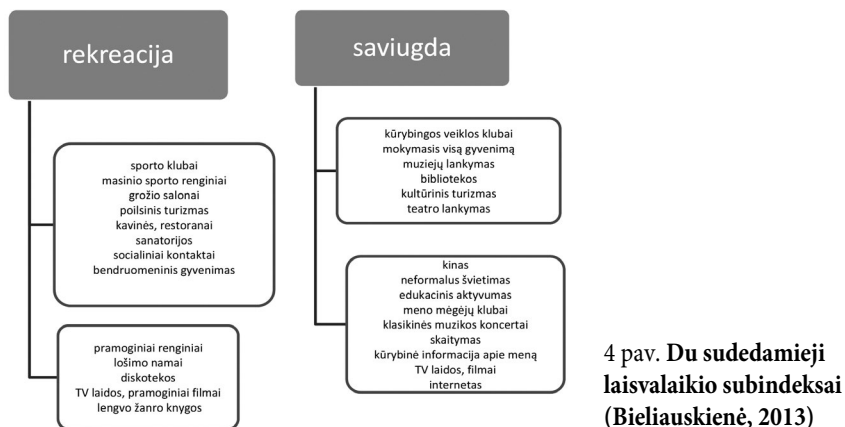 rekreacija
sporto klubai
masinio sporto renginiai
grožio salonai
poilsinis turizmas
kavinės, restoranai
sanatorijos
socialiniai kontaktai
bendruomeninis gyvenimas
pramoginiai renginiai
lošimo namai
diskotekos
TV laidos, pramoginiai filmai
lengvo žanro knygos
saviugda
kūrybingos veiklos klubai
mokymasis visą gyvenimą
muziejų lankymas
bibliotekos
kultūrinis turizmas
teatro lankymas
kinas
neformalus švietimas
edukacinis aktyvumas
meno mėgėjų klubai
klasikinės muzikos koncertai
skaitymas
kūrybinė informacija apie meną
TV laidos, filmai
internetas
4 pav. Du sudedamieji
laisvalaikio subindeksai
(Bieliauskienė, 2013)